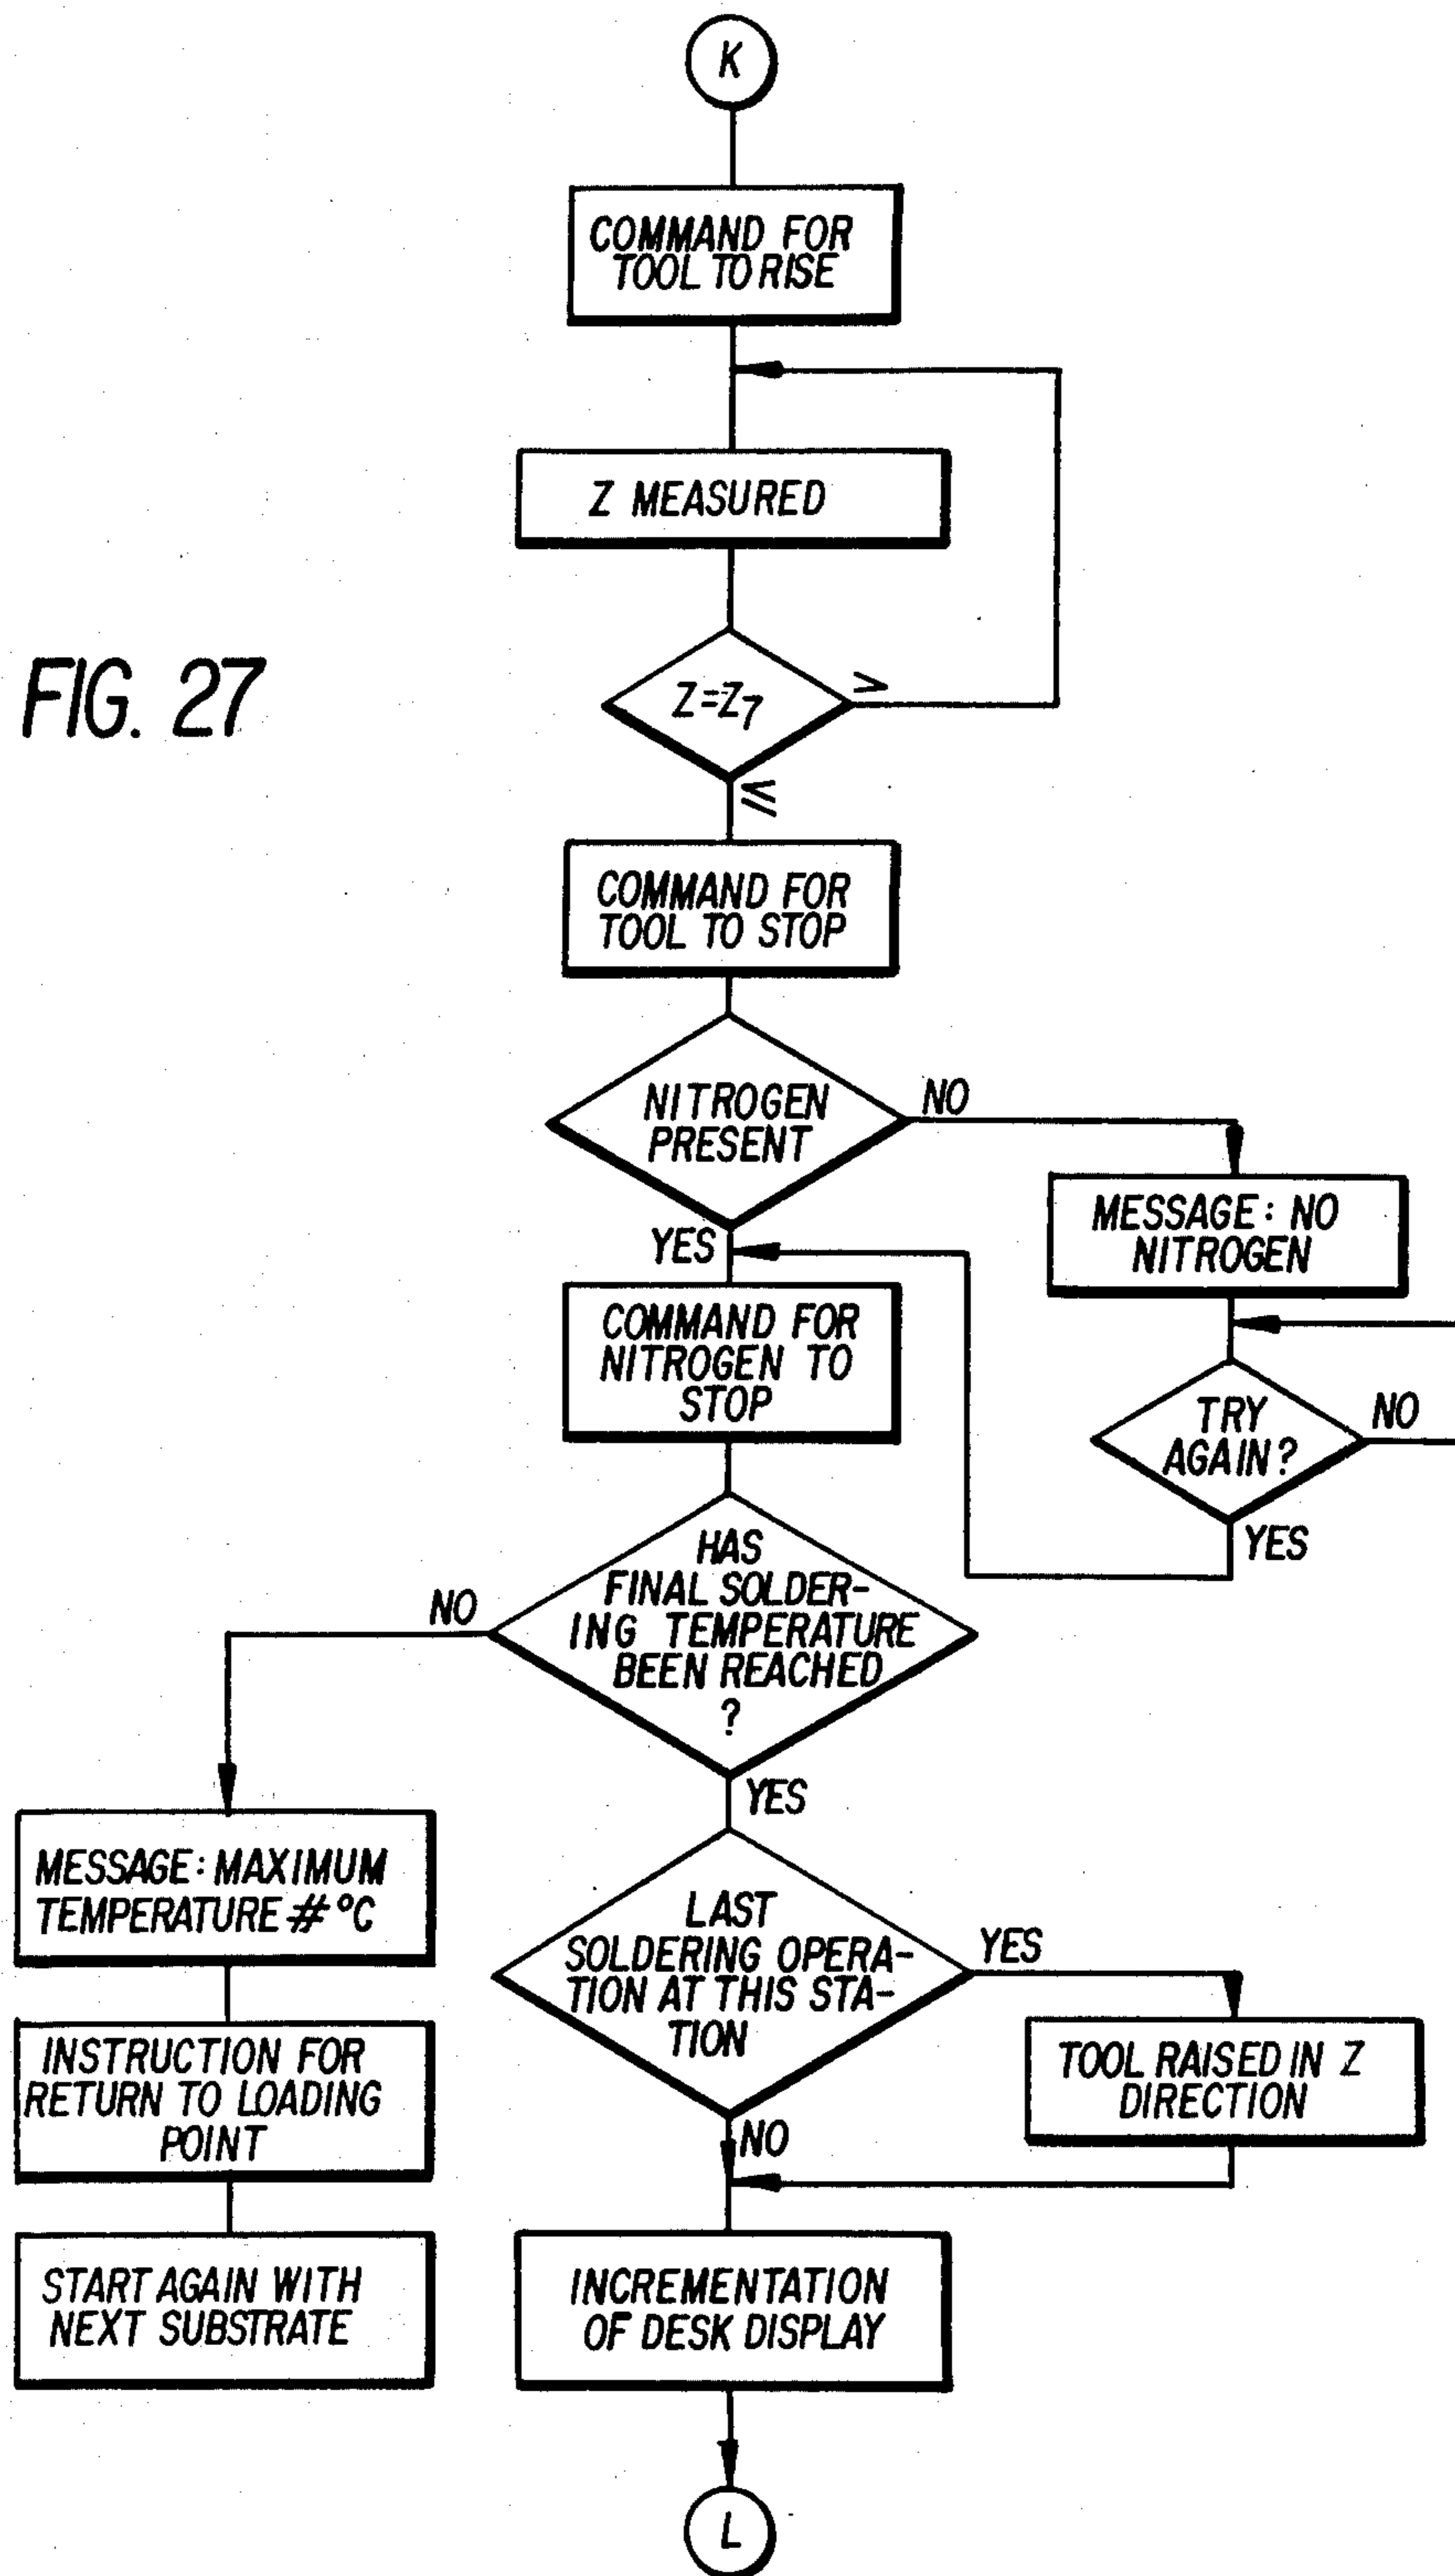 K
COMMAND FOR
TOOL TO RISE
Z MEASURED
FIG. 27
Z=Z7
>
≤
COMMAND FOR
TOOL TO STOP
NITROGEN
PRESENT
NO
YES
MESSAGE: NO
NITROGEN
COMMAND FOR
NITROGEN TO
STOP
TRY
AGAIN?
NO
YES
HAS
FINAL SOLDER-
ING TEMPERATURE
BEEN REACHED
?
NO
YES
MESSAGE: MAXIMUM
TEMPERATURE # °C
INSTRUCTION FOR
RETURN TO LOADING
POINT
START AGAIN WITH
NEXT SUBSTRATE
LAST
SOLDERING OPERA-
TION AT THIS STA-
TION
YES
NO
TOOL RAISED IN Z
DIRECTION
INCREMENTATION
OF DESK DISPLAY
L